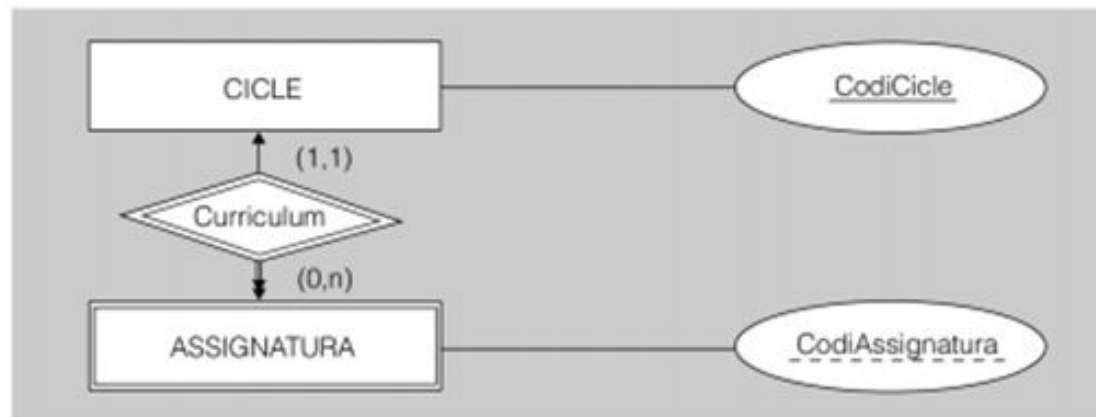 CICLE
CodiCicle
(1,1)
Curriculum
(0,n)
ASSIGNATURA
CodiAssignatura